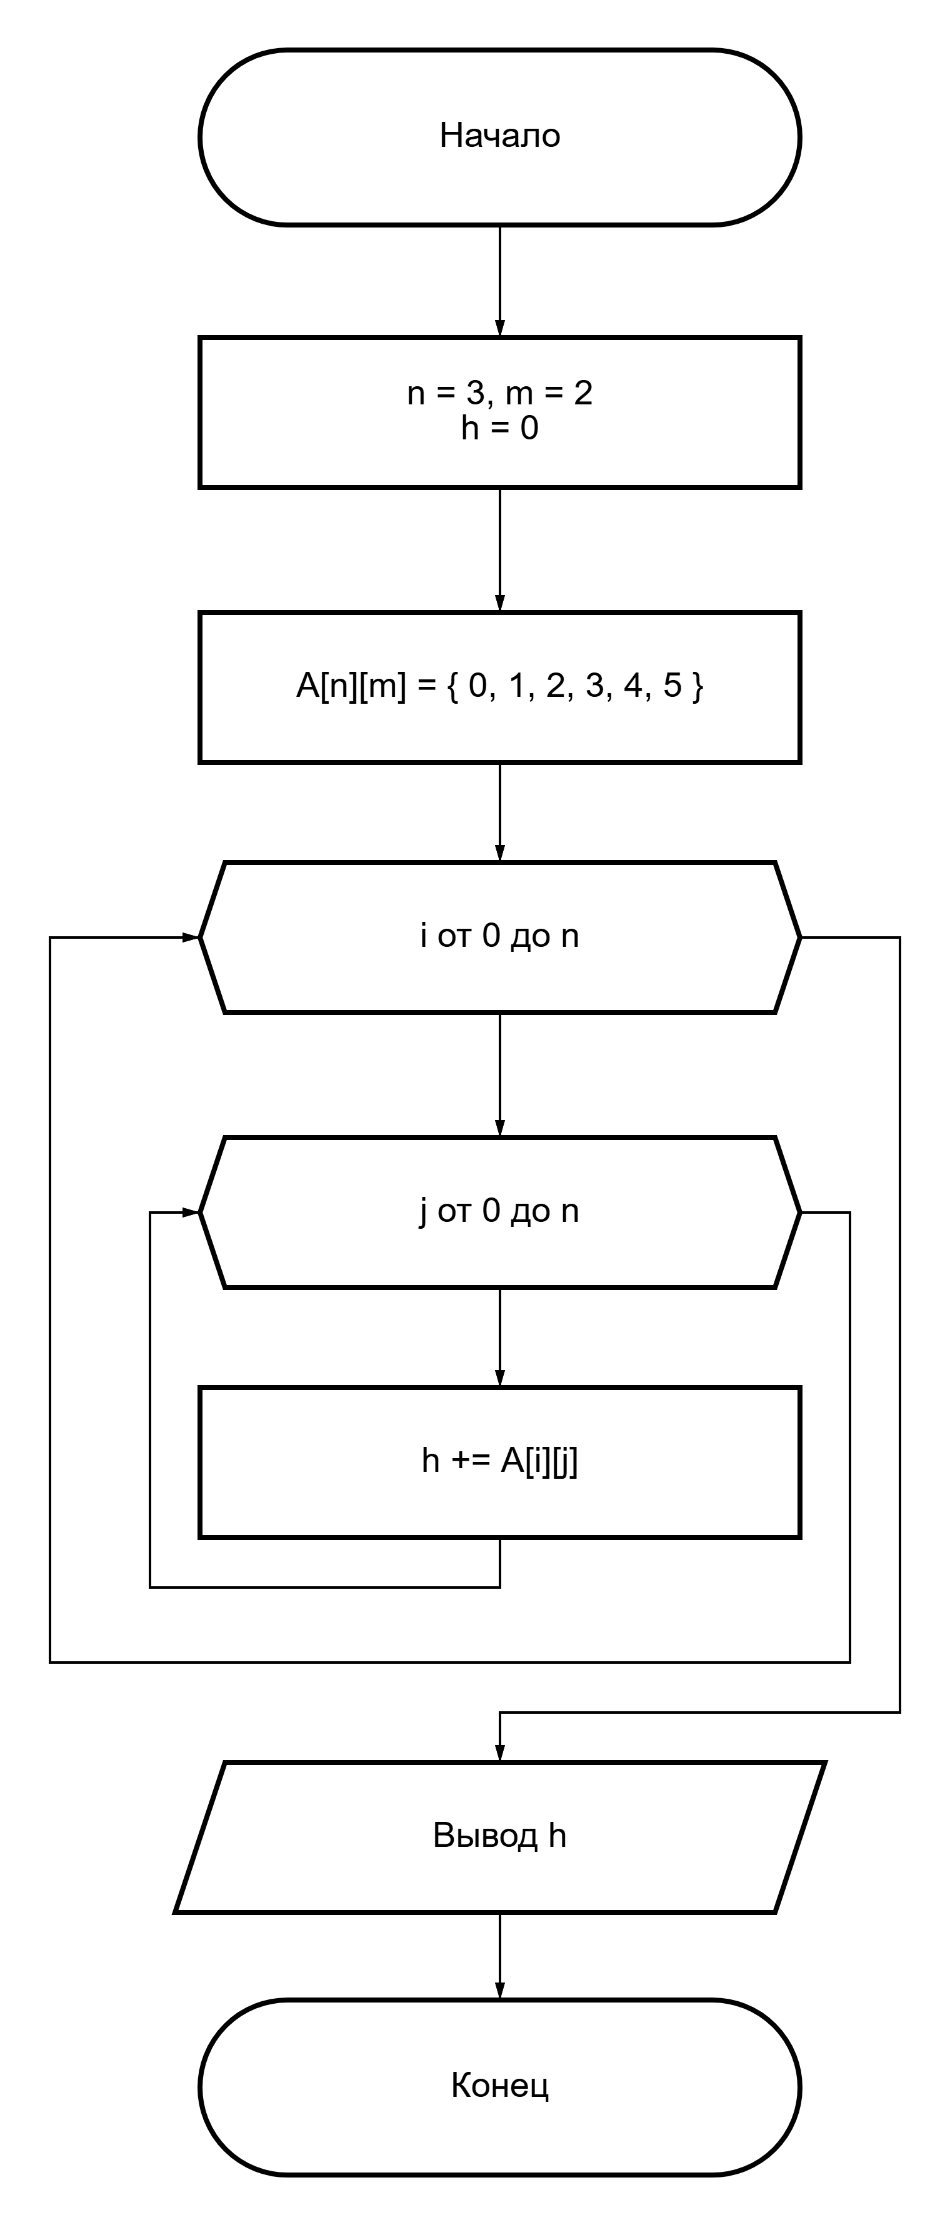 Начало
n = 3, m = 2
h = 0
A[n][m] = { 0, 1, 2, 3, 4, 5 }
i от 0 до n
j от 0 до n
h += A[i][j]
Вывод h
Конец